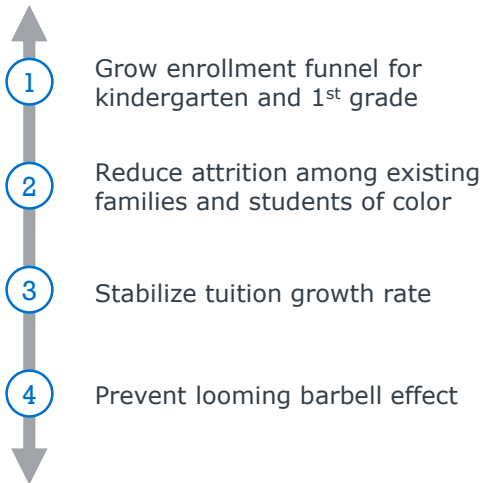 1
Grow enrollment funnel for
kindergarten and 1st grade
2
Reduce attrition among existing
families and students of color
3
Stabilize tuition growth rate
4
Prevent looming barbell effect